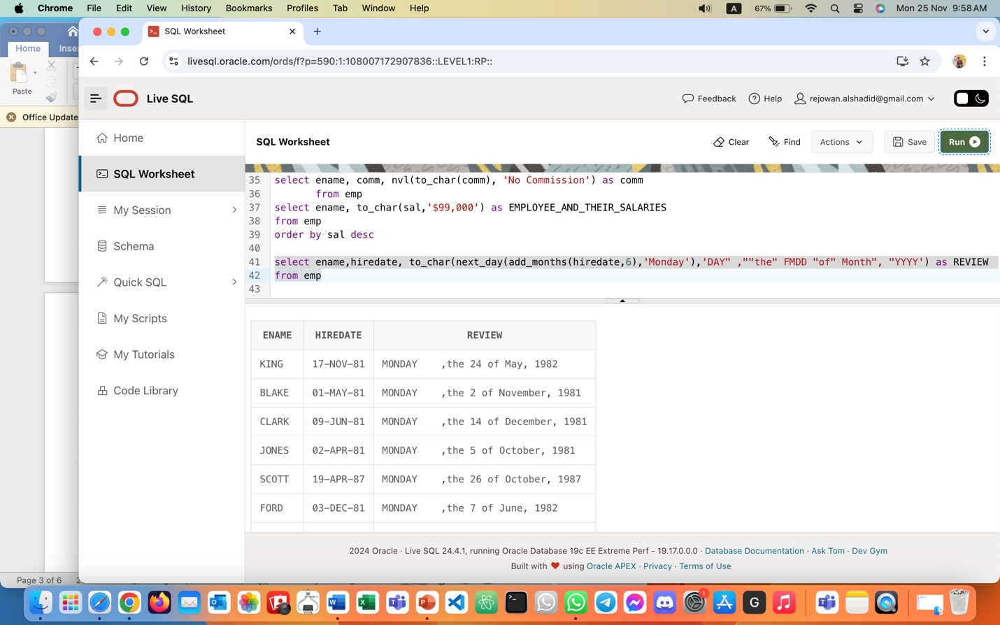 Chrome File Edit View History Bookmarks Profiles Tab Window Help A 67% Mon 25 Nov 9:58 AM
SQL Worksheet
Home Inser
livesql.oracle.com/ords/f?p=590:1:108007172907836::LEVEL1:RP::
Paste
Live SQL Feedback Help rejowan.alshadid@gmail.com
Office Update
Home
SQL Worksheet Clear Find Actions Save Run
SQL Worksheet
My Session
Schema
Quick SQL
My Scripts
My Tutorials
Code Library
35 select ename, comm, nvl(to_char(comm), 'No Commission') as comm
36 from emp
37 select ename, to_char(sal,'$99,000') as EMPLOYEE_AND_THEIR_SALARIES
38 from emp
39 order by sal desc
40
41 select ename,hiredate, to_char(next_day(add_months(hiredate,6),'Monday'),'DAY" ,""the" FMDD "of" Month", "YYYY') as REVIEW
42 from emp
43
ENAME HIREDATE REVIEW
KING 17-NOV-81 MONDAY ,the 24 of May, 1982
BLAKE 01-MAY-81 MONDAY ,the 2 of November, 1981
CLARK 09-JUN-81 MONDAY ,the 14 of December, 1981
JONES 02-APR-81 MONDAY ,the 5 of October, 1981
SCOTT 19-APR-87 MONDAY ,the 26 of October, 1987
FORD 03-DEC-81 MONDAY ,the 7 of June, 1982
2024 Oracle · Live SQL 24.4.1, running Oracle Database 19c EE Extreme Perf - 19.17.0.0.0 · Database Documentation · Ask Tom · Dev Gym
Built with ❤ using Oracle APEX · Privacy · Terms of Use
Page 3 of 6